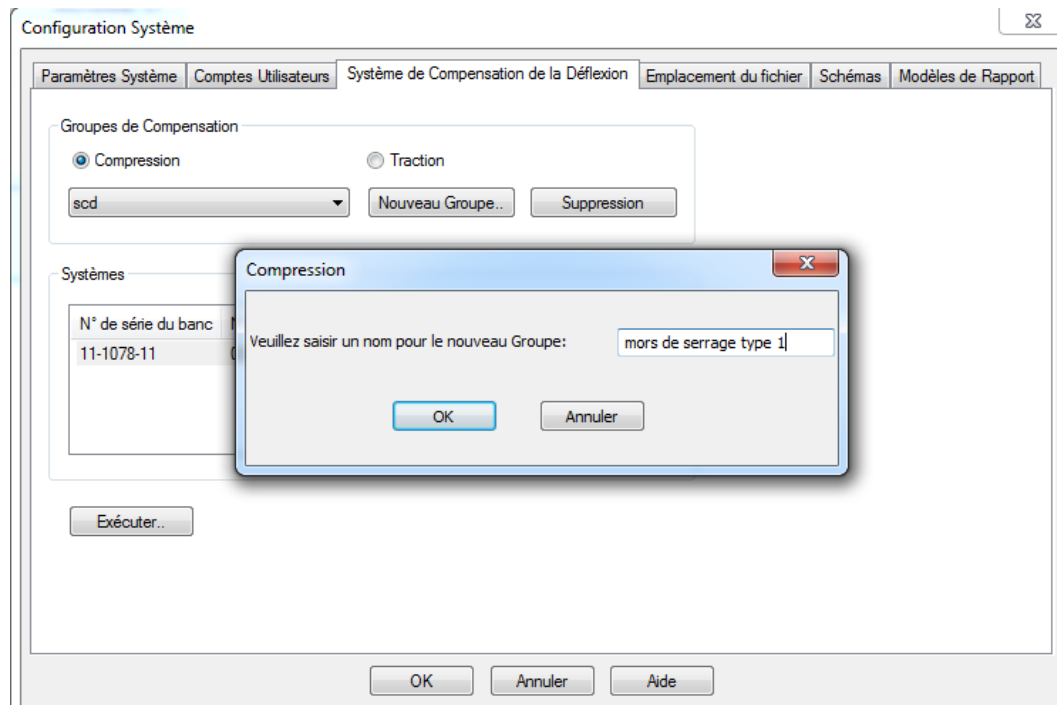 Configuration Système
Paramètres Système Comptes Utilisateurs Système de Compensation de la Déflexion Emplacement du fichier Schémas Modèles de Rapport
Groupes de Compensation
Compression Traction
scd Nouveau Groupe.. Suppression
Systèmes
N° de série du banc
11-1078-11
Compression
Veuillez saisir un nom pour le nouveau Groupe: mors de serrage type 1
OK Annuler
Exécuter..
OK Annuler Aide